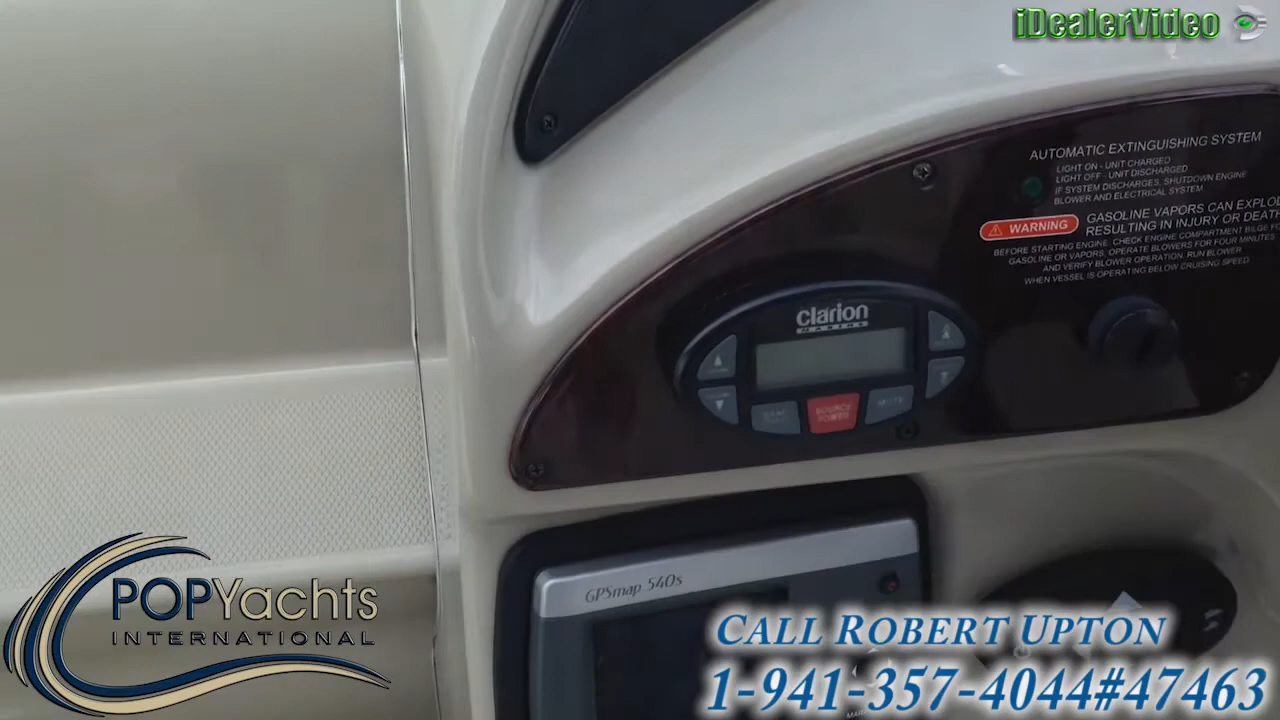 iDealerVideo
AUTOMATIC EXTINGUISHING SYSTEM
LIGHT ON - UNIT CHARGED
LIGHT OFF - UNIT DISCHARGED
IF SYSTEM DISCHARGES, SHUTDOWN ENGINE
BLOWER AND ELECTRICAL SYSTEM.
WARNING
GASOLINE VAPORS CAN EXPLO
RESULTING IN INJURY OR DEAT
BEFORE STARTING ENGINE, CHECK ENGINE COMPARTMENT BILGE FO
GASOLINE OR VAPORS, OPERATE BLOWERS FOR FOUR MINUTES
AND VERIFY BLOWER OPERATION. RUN BLOWER
WHEN VESSEL IS OPERATING BELOW CRUISING SPEED.
clarion
MARINE
SOURCE
POWER
MUTE
GPSmap 540s
POPYachts
INTERNATIONAL
CALL ROBERT UPTON
1-941-357-4044#47463